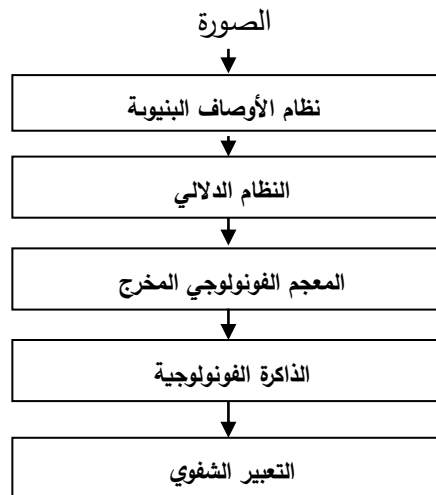 الصورة
نظام الأوصاف البنيوية
النظام الدلالي
المعجم الفونولوجي المخرج
الذاكرة الفونولوجية
التعبير الشفوي